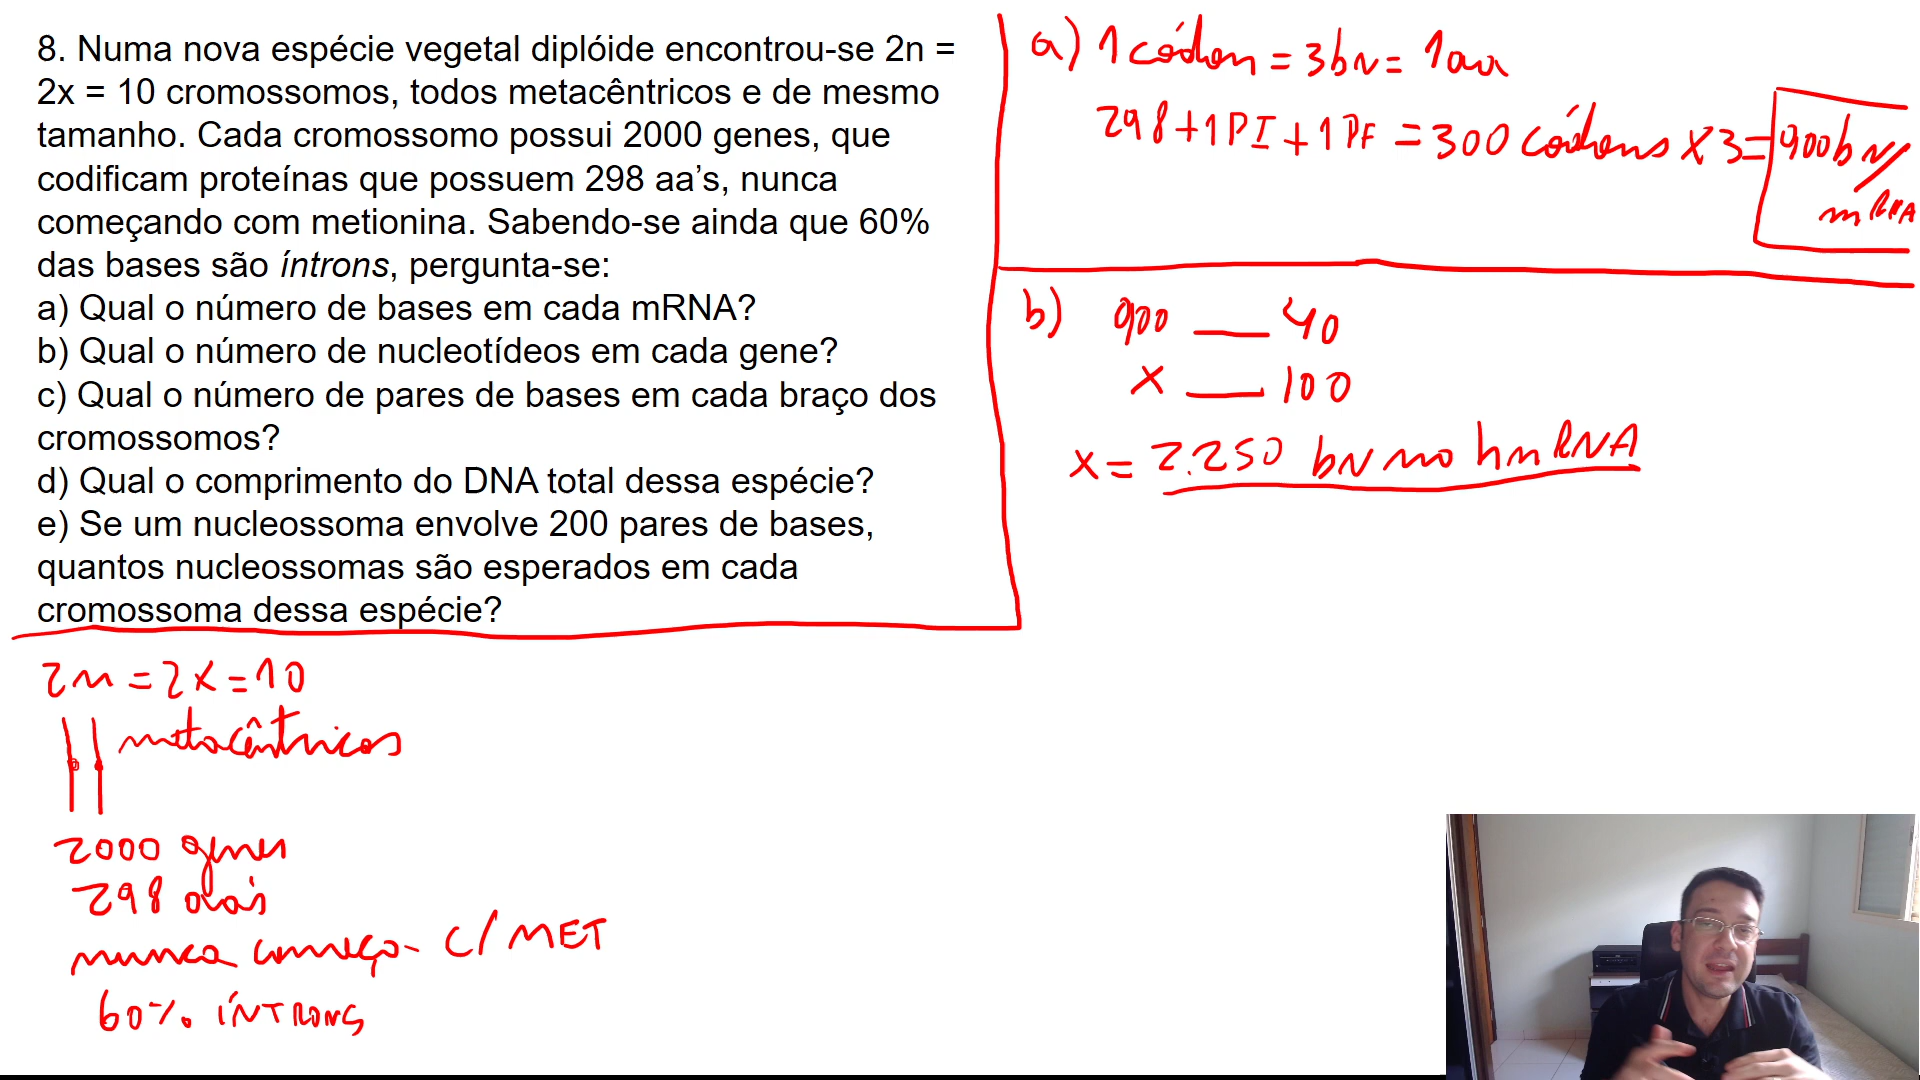 8. Numa nova espécie vegetal diplóide encontrou-se 2n =
2x = 10 cromossomos, todos metacêntricos e de mesmo
tamanho. Cada cromossomo possui 2000 genes, que
codificam proteínas que possuem 298 aa’s, nunca
começando com metionina. Sabendo-se ainda que 60%
das bases são íntrons, pergunta-se:
a) Qual o número de bases em cada mRNA?
b) Qual o número de nucleotídeos em cada gene?
c) Qual o número de pares de bases em cada braço dos
cromossomos?
d) Qual o comprimento do DNA total dessa espécie?
e) Se um nucleossoma envolve 200 pares de bases,
quantos nucleossomas são esperados em cada
cromossoma dessa espécie?
2n = 2x = 10
metacêntricos
2000 genes
298 aa's
nunca começa c/ MET
60% ÍNTRONS
a) 1 códon = 3bN = 1aa
298 + 1 PI + 1 PF = 300 códons x 3 = 900 bN/
mRNA
b) 900 — 40
x — 100
x = 2.250 bN no hnRNA